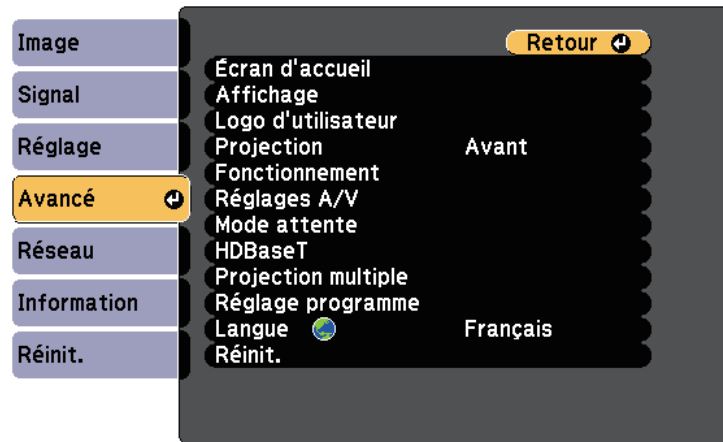 Image
Signal
Réglage
Avancé
Réseau
Information
Réinit.
Retour
Écran d'accueil
Affichage
Logo d'utilisateur
Projection Avant
Fonctionnement
Réglages A/V
Mode attente
HDBaseT
Projection multiple
Réglage programme
Langue Français
Réinit.